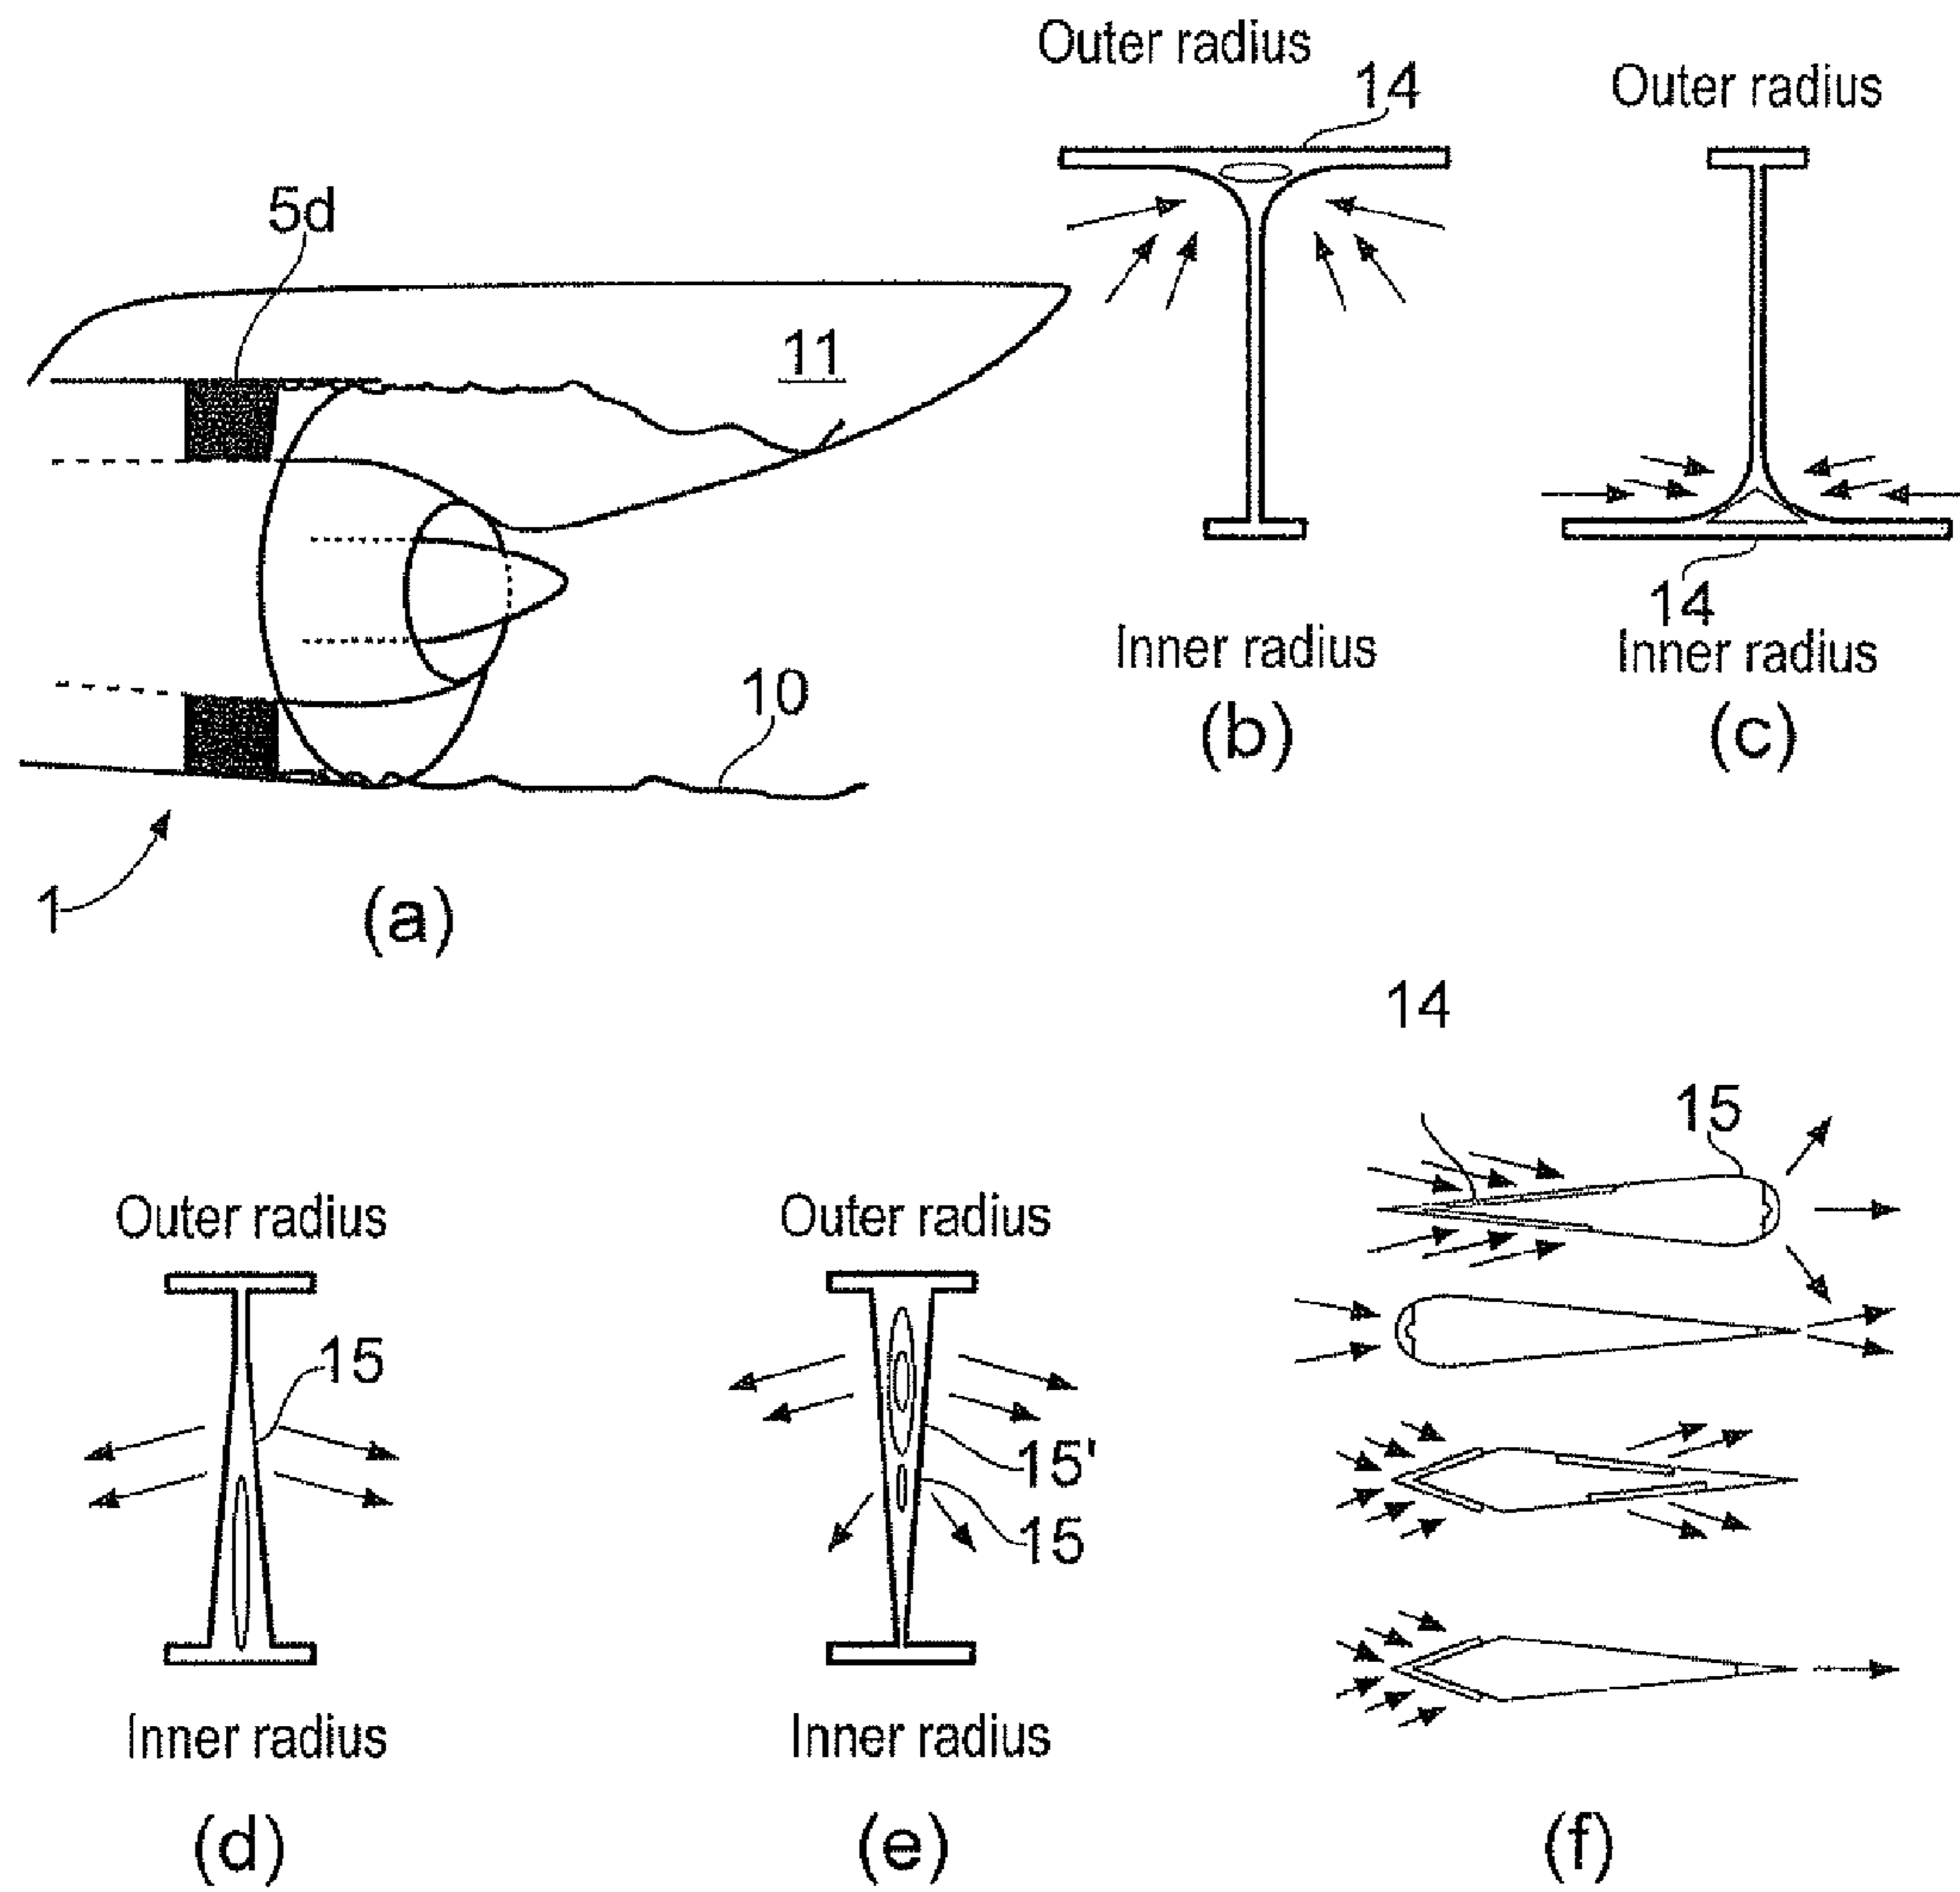 5d
11
10
1
(a)
Outer radius
14
Inner radius
(b)
Outer radius
14
Inner radius
(c)
Outer radius
15
Inner radius
(d)
Outer radius
15'
15
Inner radius
(e)
14
15
(f)